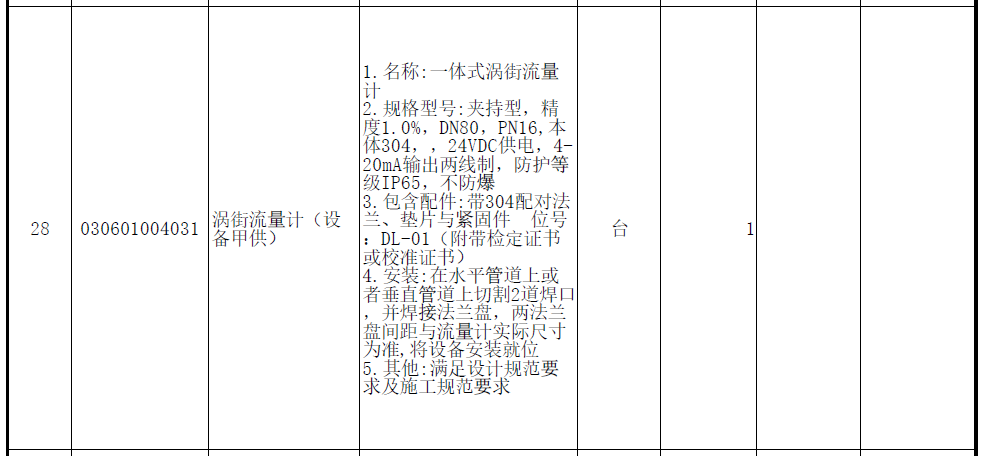 28
030601004031
涡街流量计（设
备甲供）
1.名称:一体式涡街流量
计
2.规格型号:夹持型，精
度1.0%，DN80，PN16,本
体304，，24VDC供电，4-
20mA输出两线制，防护等
级IP65，不防爆
3.包含配件:带304配对法
兰、垫片与紧固件　位号
：DL-01（附带检定证书
或校准证书）
4.安装:在水平管道上或
者垂直管道上切割2道焊口
，并焊接法兰盘，两法兰
盘间距与流量计实际尺寸
为准,将设备安装就位
5.其他:满足设计规范要
求及施工规范要求
台
1